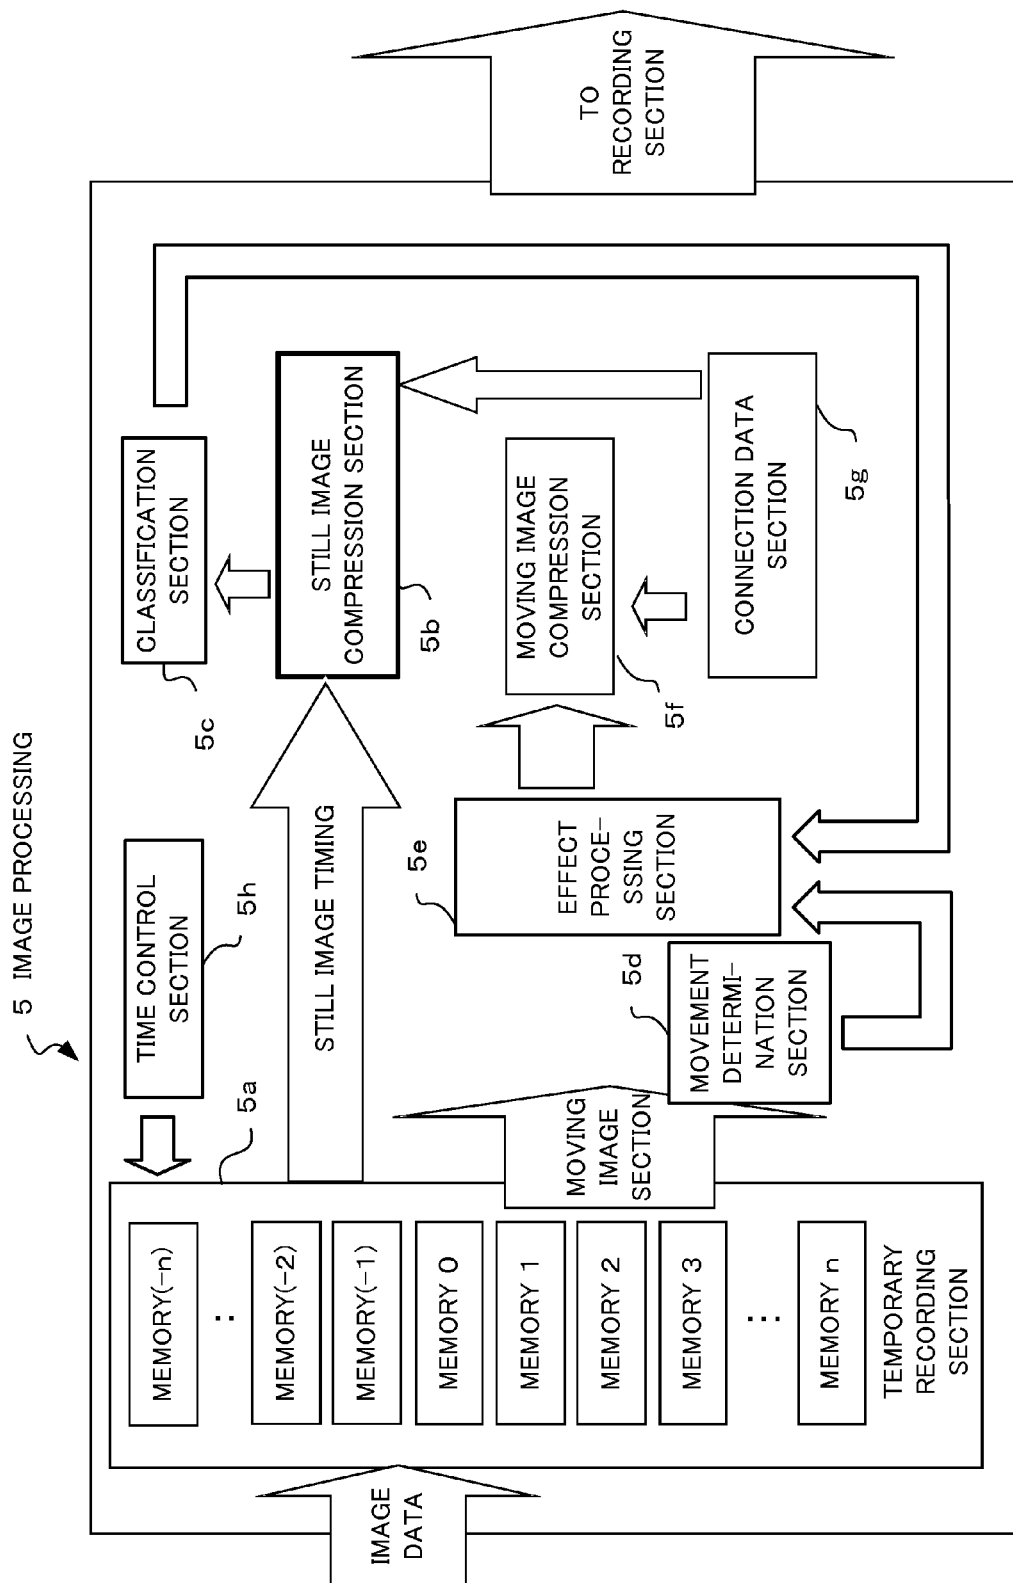 5 IMAGE PROCESSING
IMAGE
DATA
MEMORY(-n)
:
MEMORY(-2)
MEMORY(-1)
MEMORY 0
MEMORY 1
MEMORY 2
MEMORY 3
...
MEMORY n
TEMPORARY
RECORDING
SECTION
5a
TIME CONTROL
SECTION
5h
STILL IMAGE TIMING
MOVING
IMAGE
SECTION
MOVEMENT
DETERMI-
NATION
SECTION
5d
EFFECT
PROCE-
SSING
SECTION
5e
CLASSIFICATION
SECTION
5c
STILL IMAGE
COMPRESSION SECTION
5b
MOVING IMAGE
COMPRESSION
SECTION
5f
CONNECTION DATA
SECTION
5g
TO
RECORDING
SECTION